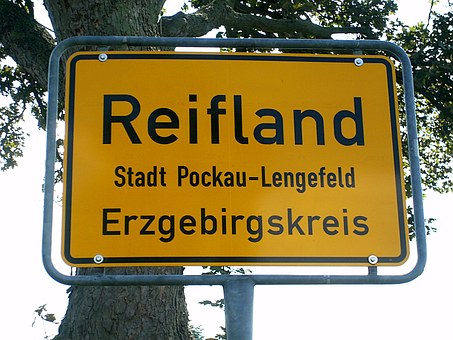 Reifland
Stadt Pockau-Lengefeld
Erzgebirgskreis